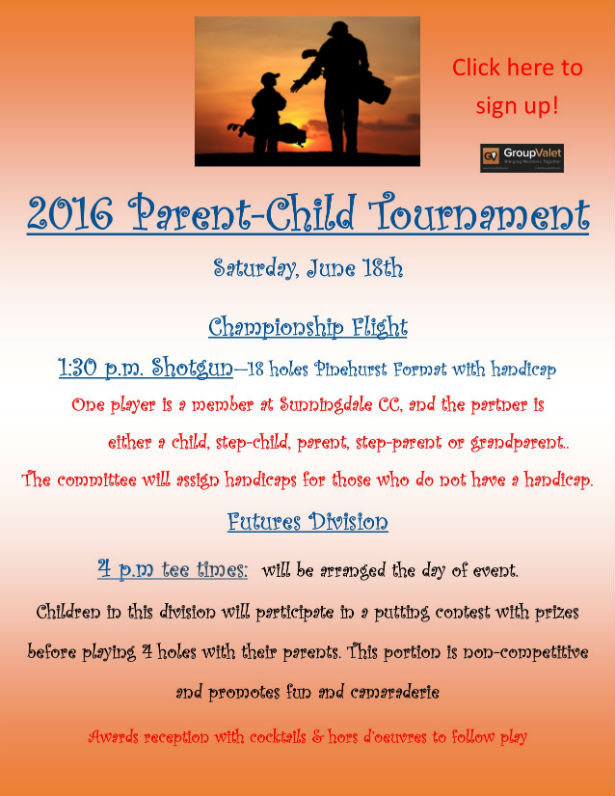 Click here to
sign up!
GroupValet
2016 Parent-Child Tournament
Saturday, June 18th
Championship Flight
1:30 p.m. Shotgun—18 holes Pinehurst Format with handicap
One player is a member at Sunningdale CC, and the partner is
either a child, step-child, parent, step-parent or grandparent..
The committee will assign handicaps for those who do not have a handicap.
Futures Division
4 p.m tee times: will be arranged the day of event.
Children in this division will participate in a putting contest with prizes
before playing 4 holes with their parents. This portion is non-competitive
and promotes fun and camaraderie
Awards reception with cocktails & hors d'oeuvres to follow play